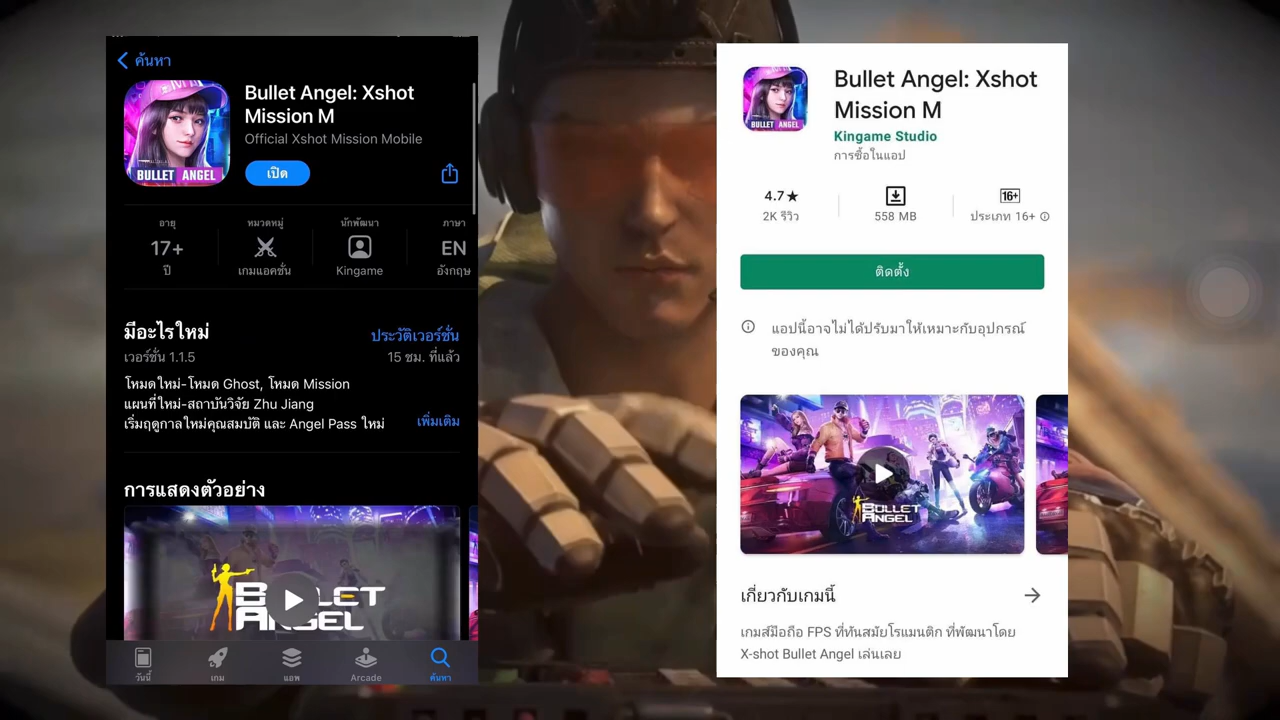 ค้นหา
Bullet Angel: Xshot
Mission M
Official Xshot Mission Mobile
BULLET ANGEL
เปิด
อายุ
17+
ปี
หมวดหมู่
เกมแอคชั่น
นักพัฒนา
Kingame
ภาษา
EN
อังกฤษ
มีอะไรใหม่
ประวัติเวอร์ชั่น
เวอร์ชั่น 1.1.5
15 ชม. ที่แล้ว
โหมดใหม่-โหมด Ghost, โหมด Mission
แผนที่ใหม่-สถาบันวิจัย Zhu Jiang
เริ่มฤดูกาลใหม่คุณสมบัติ และ Angel Pass ใหม่
เพิ่มเติม
การแสดงตัวอย่าง
BULLET
ANGEL
วันนี้
เกม
แอพ
Arcade
ค้นหา
Bullet Angel: Xshot
Mission M
BULLET ANGEL
Kingame Studio
การซื้อในแอป
4.7★
2K รีวิว
558 MB
16+
ประเภท 16+
ติดตั้ง
แอปนี้อาจไม่ได้ปรับมาให้เหมาะกับอุปกรณ์
ของคุณ
BULLET
ANGEL
เกี่ยวกับเกมนี้
เกมส์มือถือ FPS ที่ทันสมัยโรแมนติก ที่พัฒนาโดย
X-shot Bullet Angel เล่นเลย